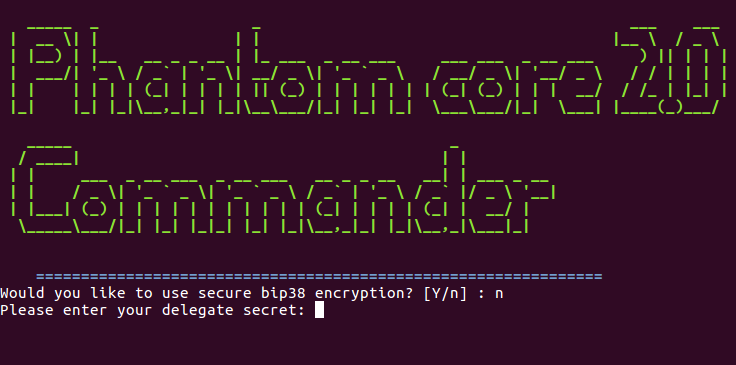 Phantom core 2.0
Commander
==============================================================
Would you like to use secure bip38 encryption? [Y/n] : n
Please enter your delegate secret: